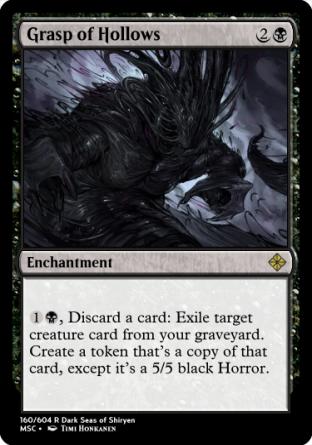 Grasp of Hollows 2
Enchantment
1, Discard a card: Exile target
creature card from your graveyard.
Create a token that's a copy of that
card, except it's a 5/5 black Horror.
160/604 R Dark Seas of Shiryen
MSC • Timi Honkanen